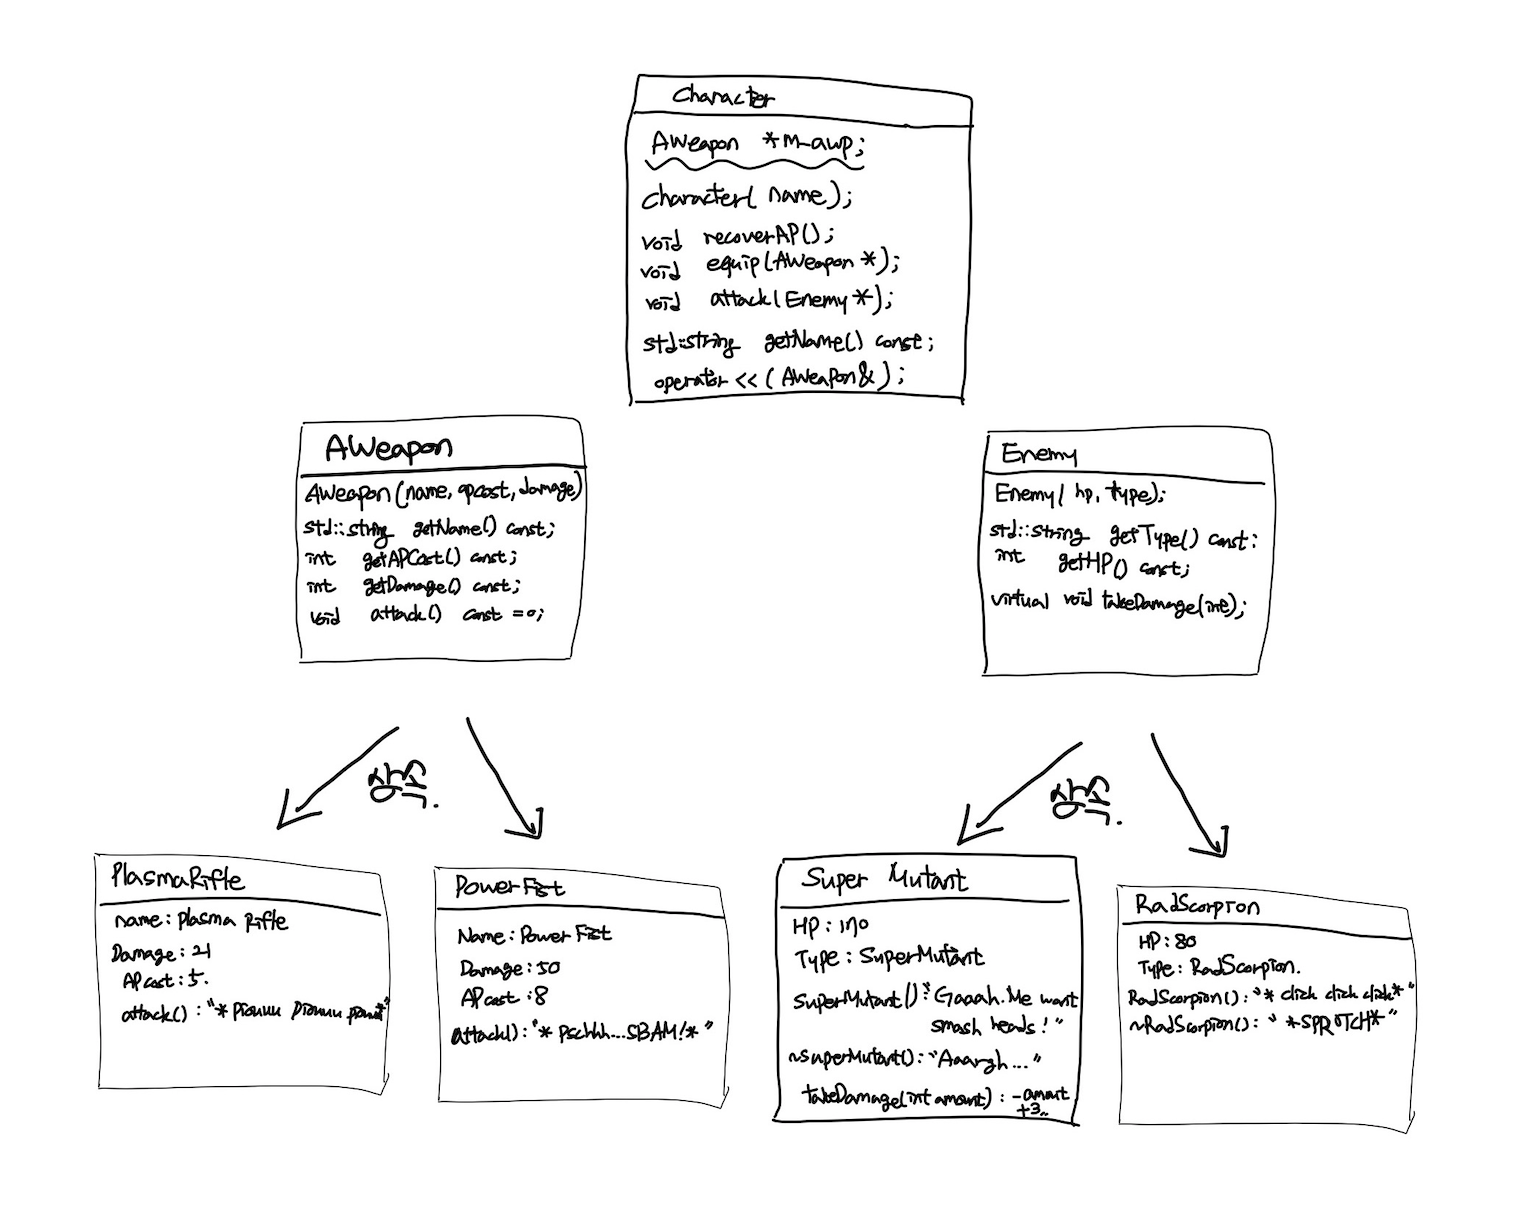 Character
AWeapon *m_awp;
Character( name);
void recoverAP();
void equip(AWeapon *);
void attack(Enemy *);
std::string getName() const;
operator << ( AWeapon& );
AWeapon
AWeapon(name, apcost, damage)
std::string getName() const;
int getAPCost() const;
int getDamage() const;
void attack() const =0;
Enemy
Enemy( hp, type);
std::string getType() const:
int getHP() const;
virtual void takeDamage(int);
상속.
상속.
PlasmaRifle
name: Plasma Rifle
Damage: 21
AP cost: 5.
attack() : "* piouuu piouuu piouuu*"
PowerFist
Name: Power Fist
Damage: 50
AP cost : 8
attack(): "* pschhh...SBAM! * "
Super Mutant
HP : 170
Type : SuperMutant
SuperMutant() : "Gaaah. Me want
smash heads ! "
~SuperMutant(): "Aaargh ... "
takeDamage(int amount) : -amount
+3..
RadScorpion
HP : 80
Type: RadScorpion.
RadScorpion(): "* click click click* "
~RadScorpion(): " *SPROTCH* "